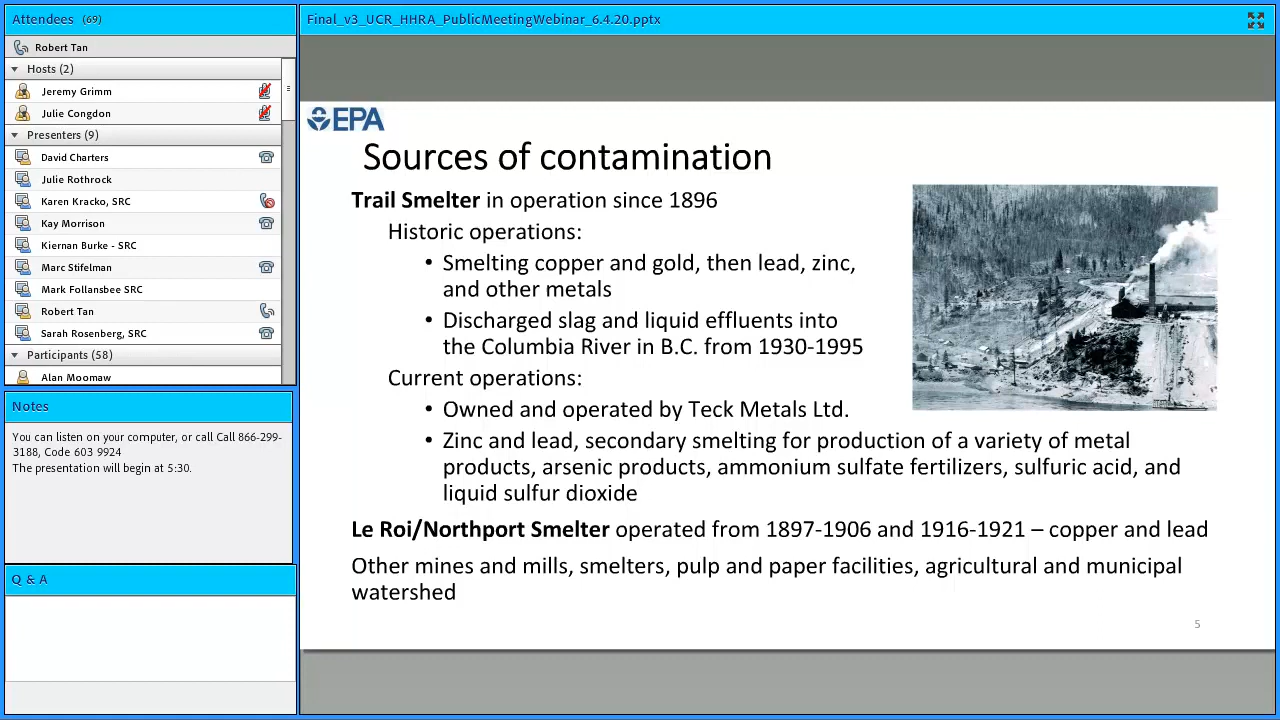 Attendees (69)
Robert Tan
Hosts (2)
Jeremy Grimm
Julie Congdon
Presenters (9)
David Charters
Julie Rothrock
Karen Kracko, SRC
Kay Morrison
Kiernan Burke - SRC
Marc Stifelman
Mark Follansbee SRC
Robert Tan
Sarah Rosenberg, SRC
Participants (58)
Alan Moomaw
Notes
You can listen on your computer, or call Call 866-299-
3188, Code 603 9924
The presentation will begin at 5:30.
Q & A
Final_v3_UCR_HHRA_PublicMeetingWebinar_6.4.20.pptx
EPA
Sources of contamination
Trail Smelter in operation since 1896
Historic operations:
• Smelting copper and gold, then lead, zinc,
and other metals
• Discharged slag and liquid effluents into
the Columbia River in B.C. from 1930-1995
Current operations:
• Owned and operated by Teck Metals Ltd.
• Zinc and lead, secondary smelting for production of a variety of metal
products, arsenic products, ammonium sulfate fertilizers, sulfuric acid, and
liquid sulfur dioxide
Le Roi/Northport Smelter operated from 1897-1906 and 1916-1921 – copper and lead
Other mines and mills, smelters, pulp and paper facilities, agricultural and municipal
watershed
5